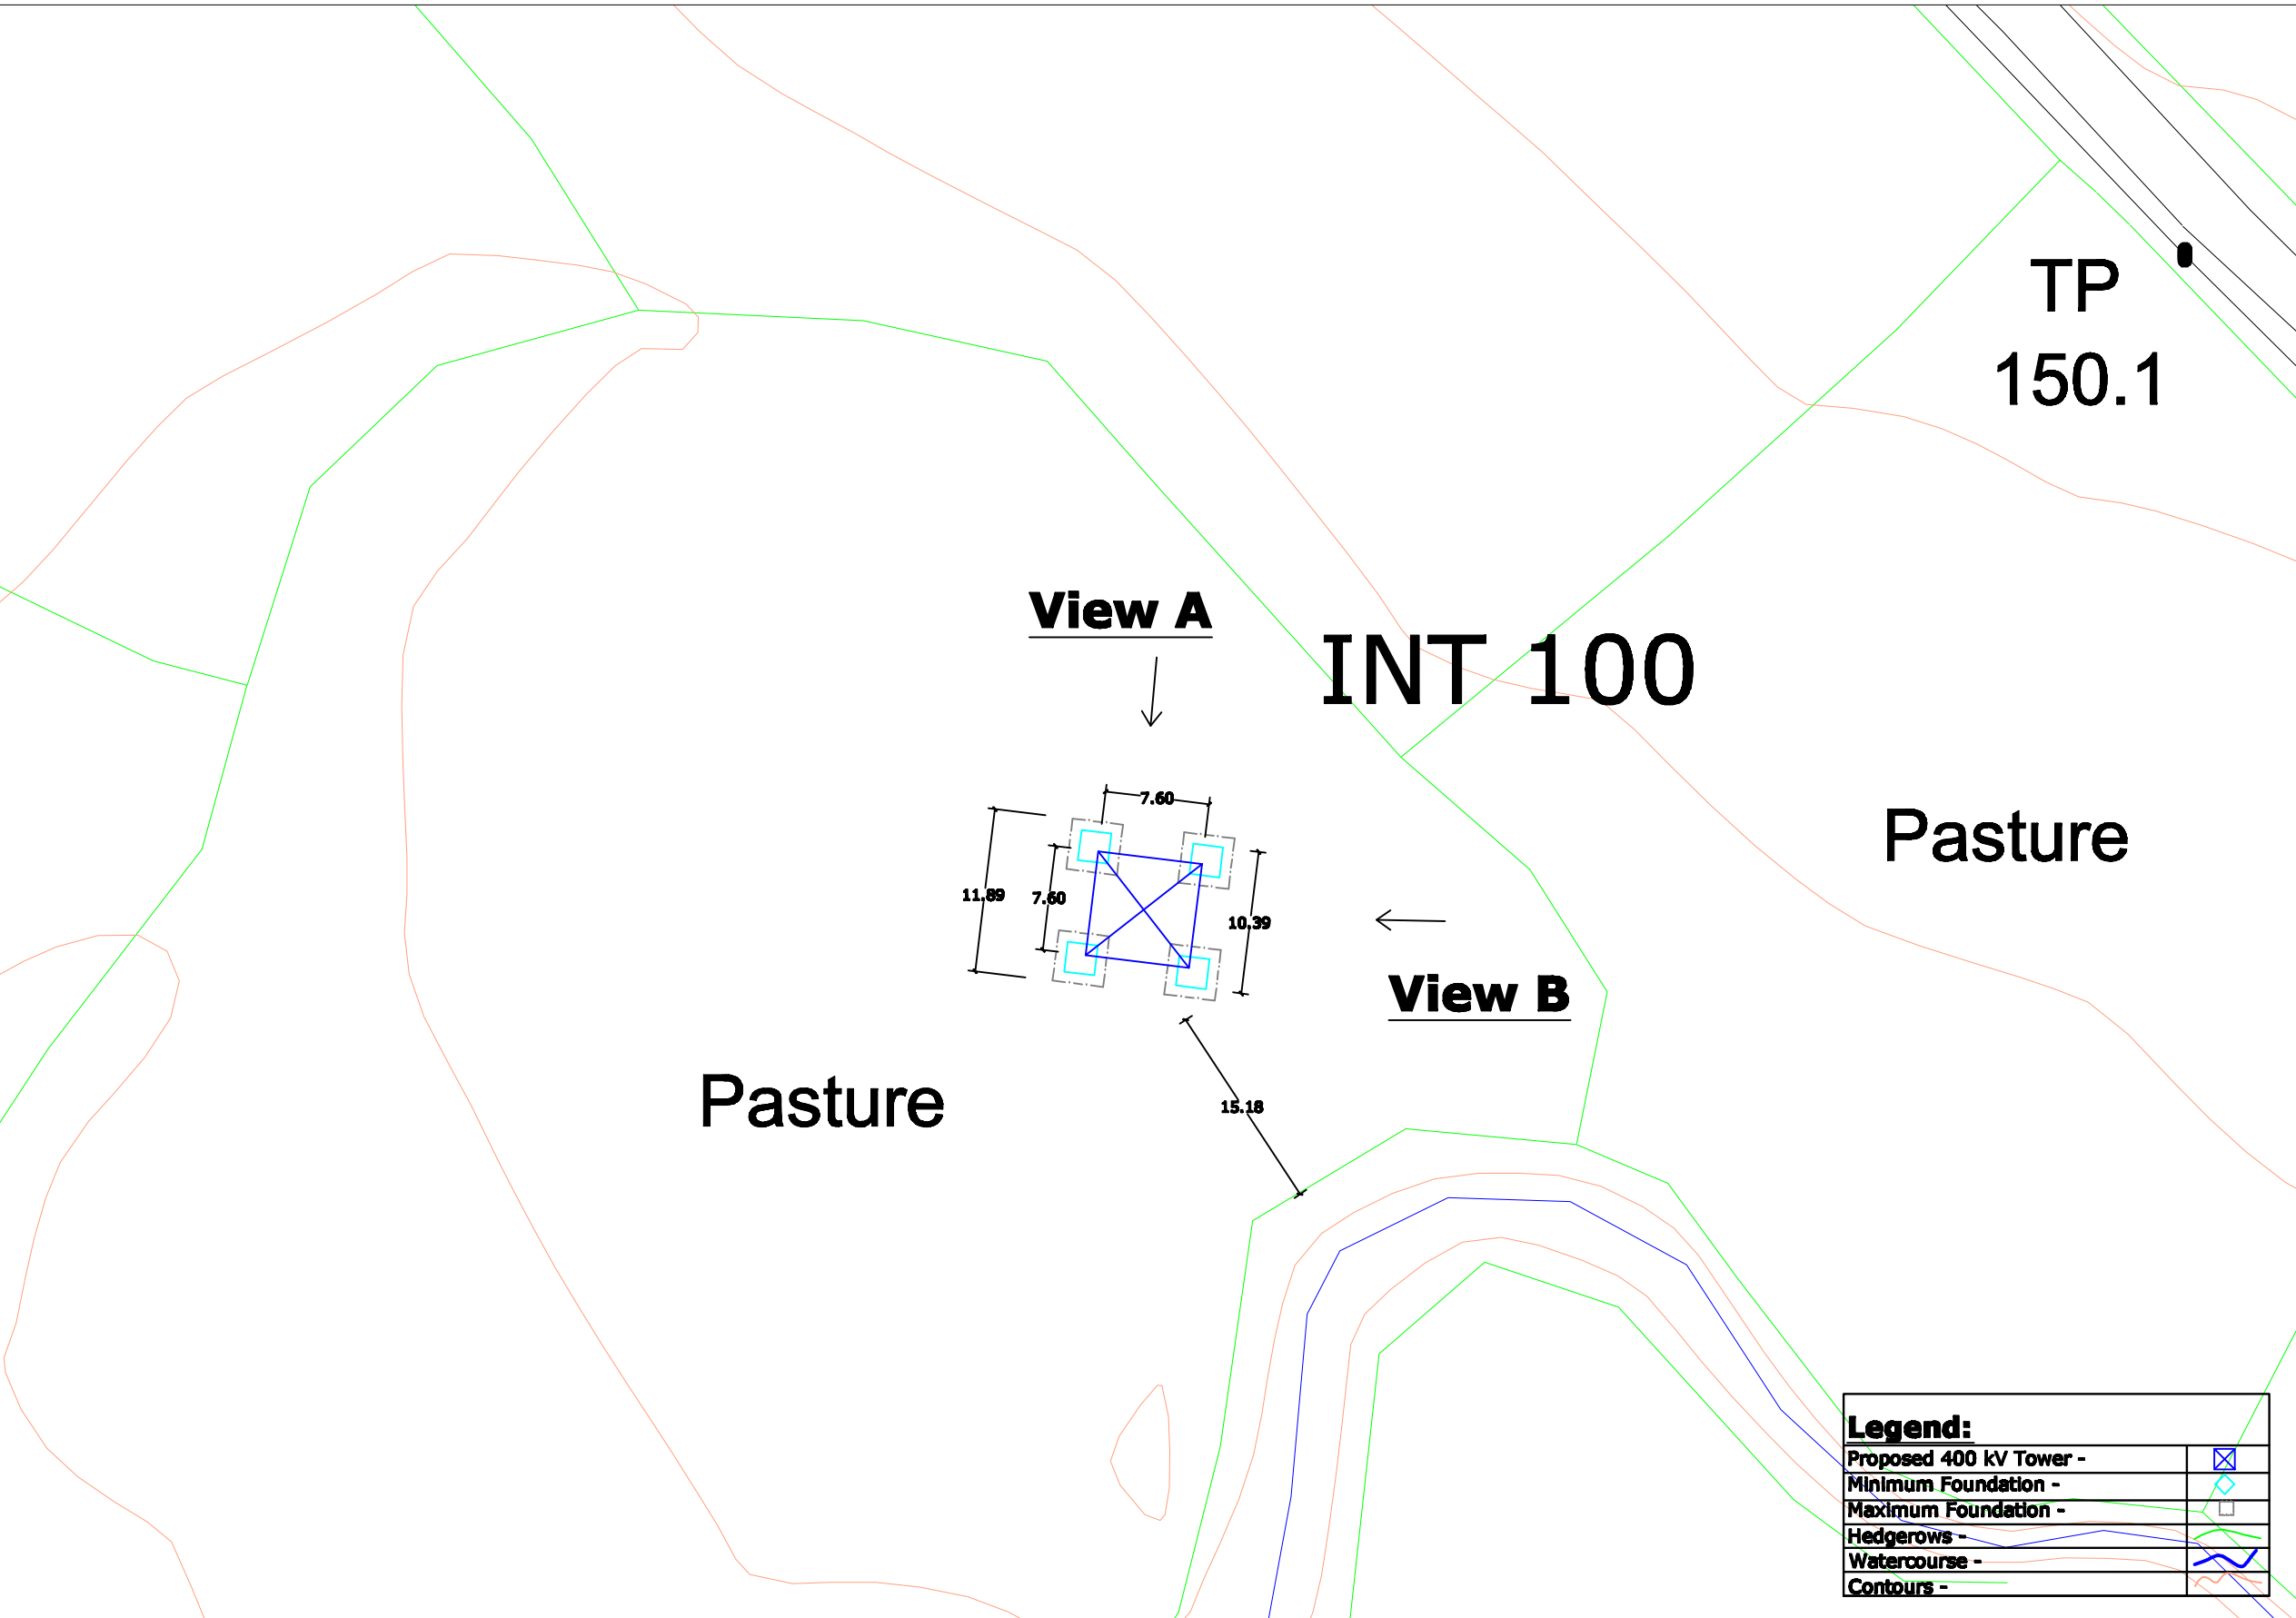 TP
150.1
View A
INT 100
7.60
Pasture
11.89
7.60
10.39
View B
Pasture
15.18
Legend:
Proposed 400 kV Tower -
Minimum Foundation -
Maximum Foundation -
Hedgerows -
Watercourse -
Contours -